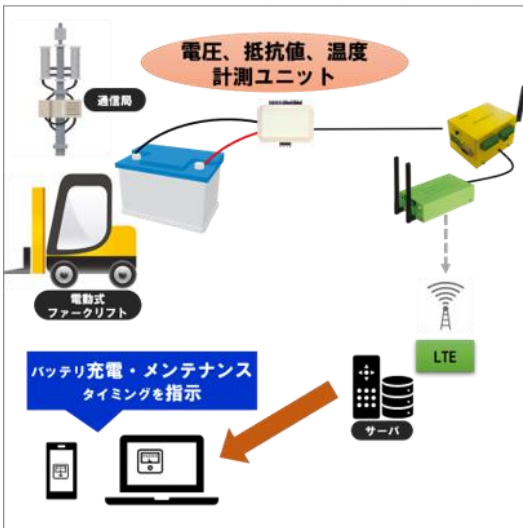 電圧、抵抗値、温度
計測ユニット
通信局
電動式
ファークリフト
LTE
バッテリ充電・メンテナンス
タイミングを指示
サーバ